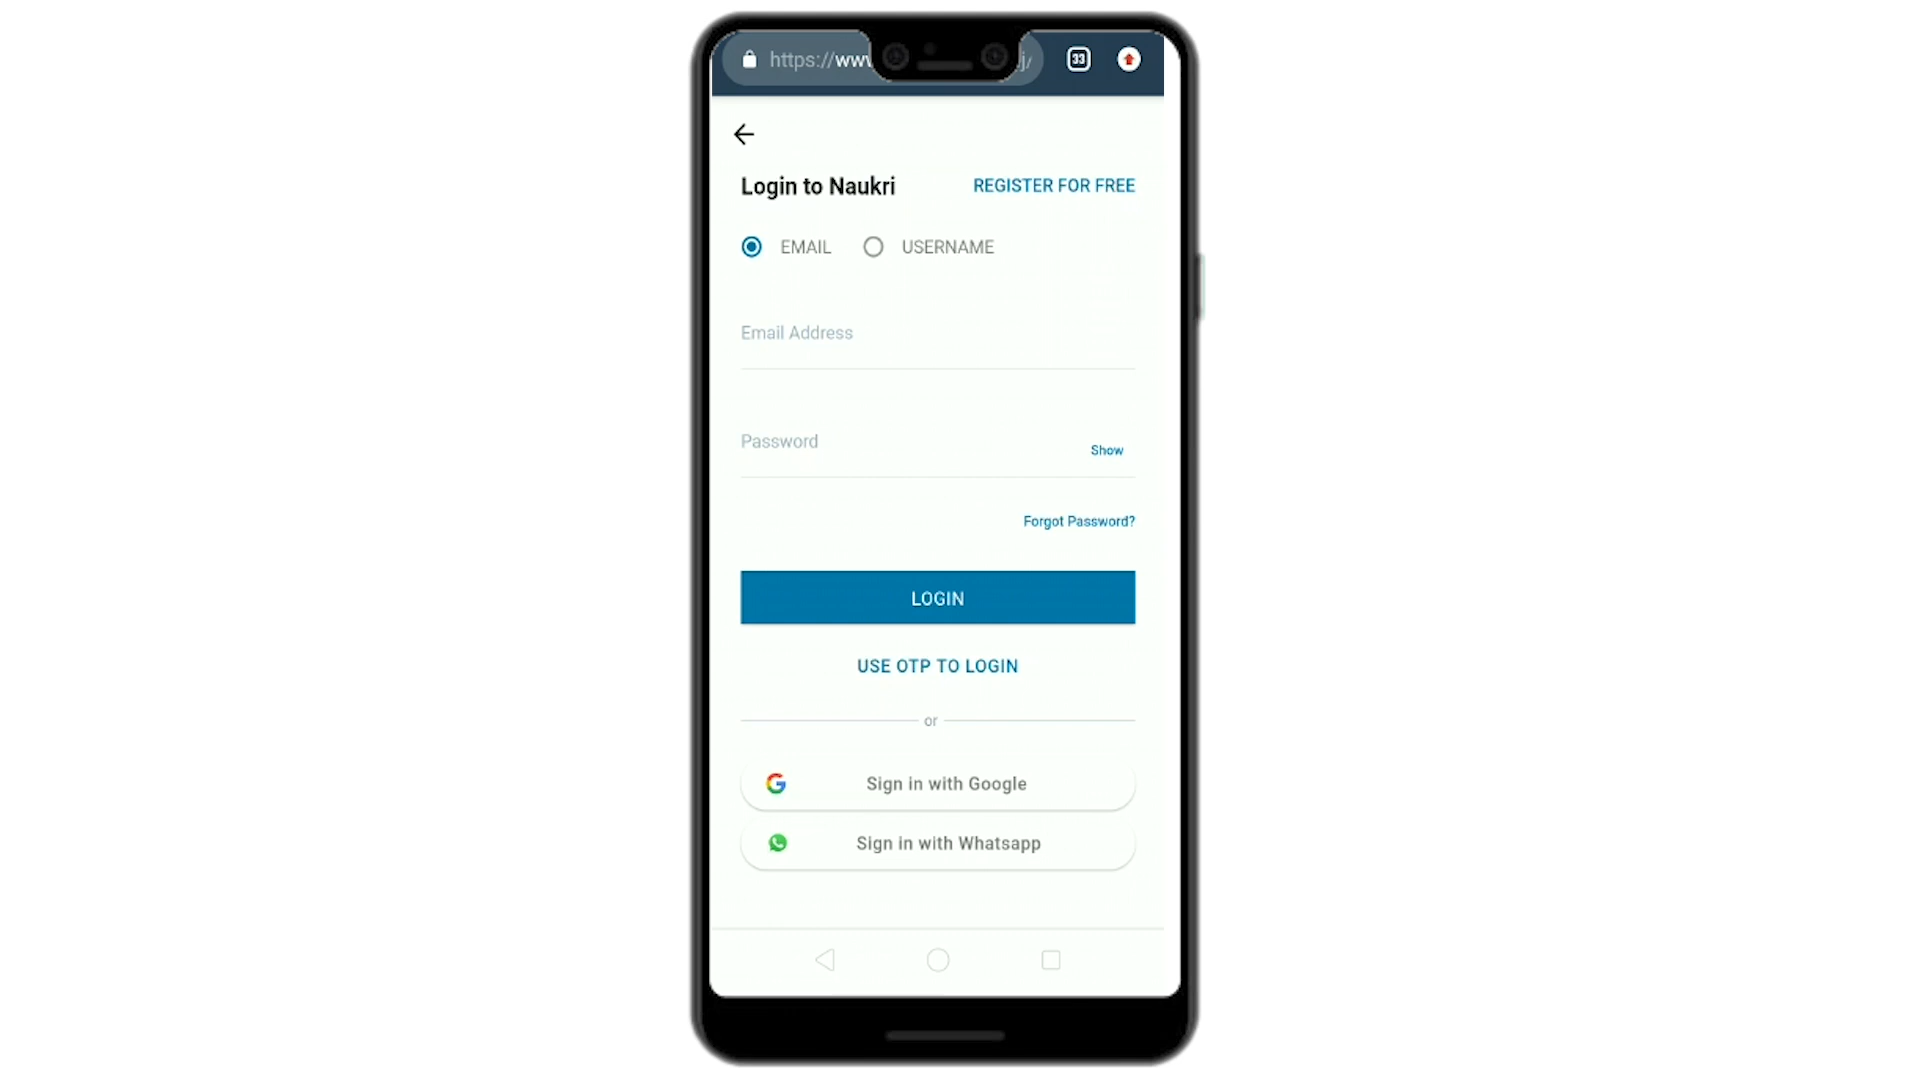 https://www
33
Login to Naukri REGISTER FOR FREE
EMAIL USERNAME
Email Address
Password Show
Forgot Password?
LOGIN
USE OTP TO LOGIN
or
Sign in with Google
Sign in with Whatsapp